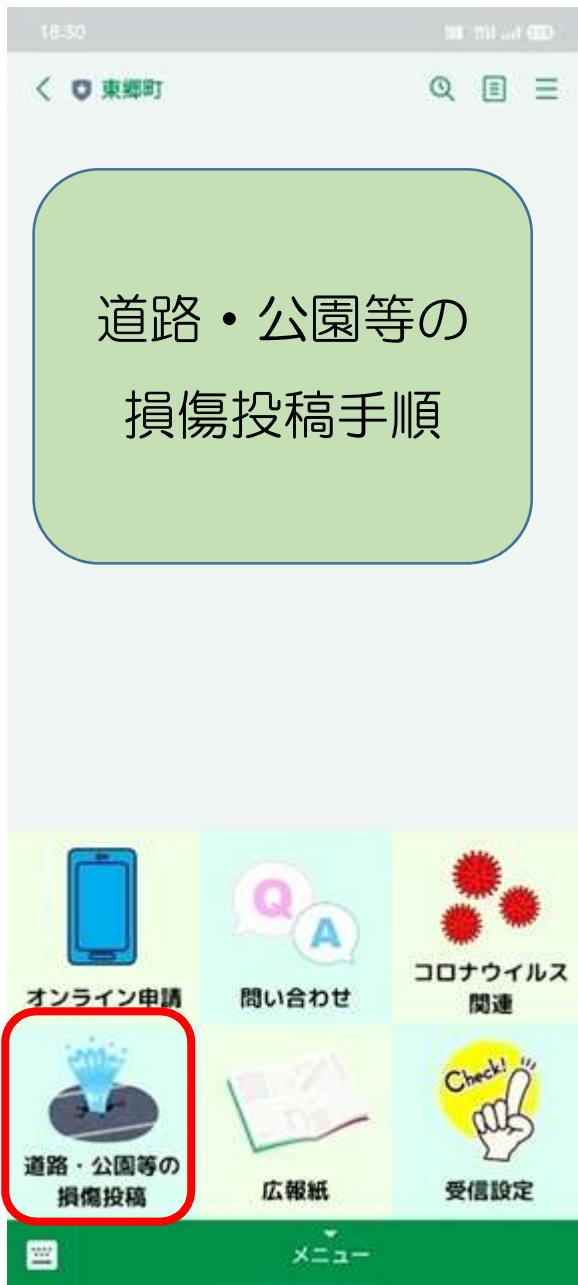 18:30
東郷町
道路・公園等の
損傷投稿手順
Q
A
オンライン申請
問い合わせ
コロナウイルス
関連
Check!
道路・公園等の
損傷投稿
広報紙
受信設定
メニュー